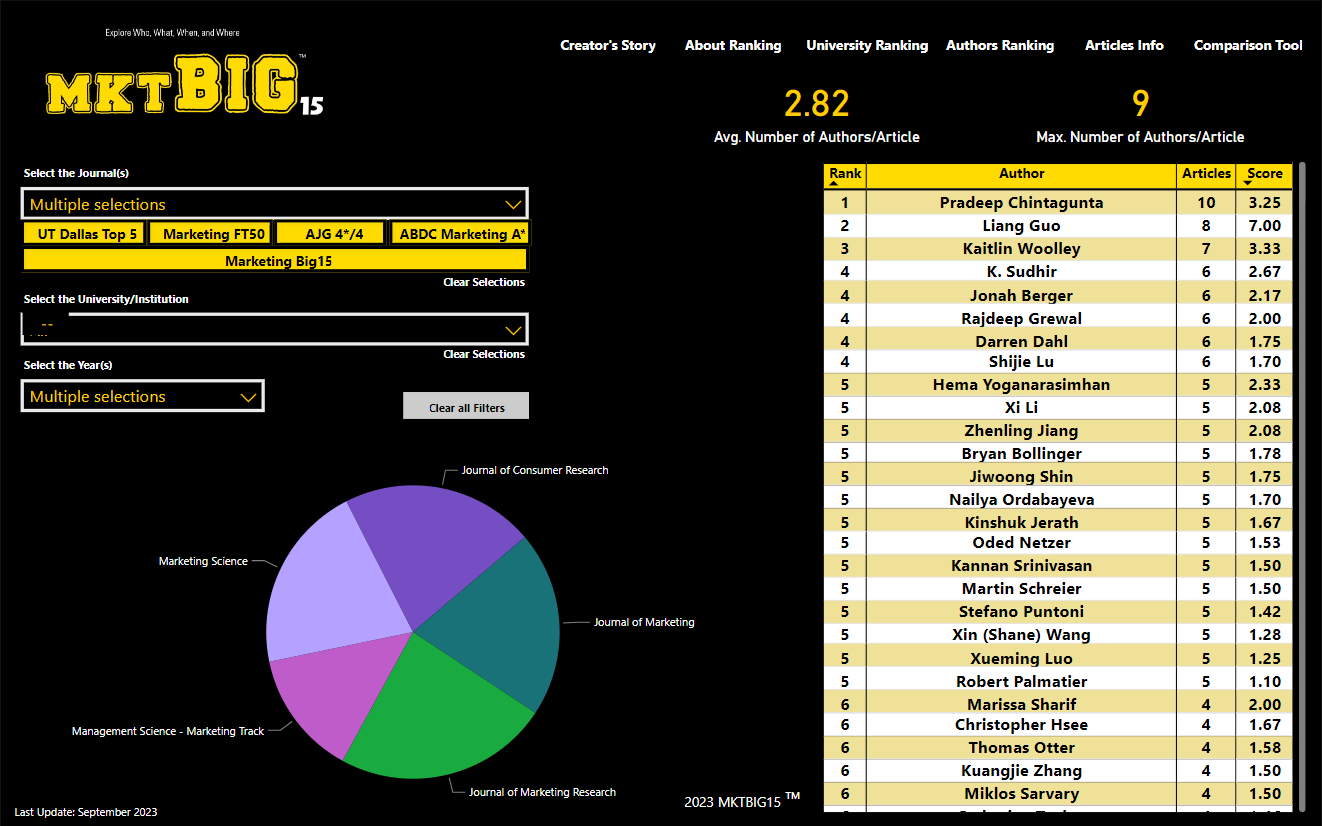 Explore Who, What, When, and Where
MKTBIG15™
Creator's Story About Ranking University Ranking Authors Ranking Articles Info Comparison Tool
2.82
Avg. Number of Authors/Article
9
Max. Number of Authors/Article
Select the Journal(s)
Multiple selections
UT Dallas Top 5 Marketing FT50 AJG 4*/4 ABDC Marketing A*
Marketing Big15
Clear Selections
Select the University/Institution
--
Clear Selections
Select the Year(s)
Multiple selections
Clear all Filters
Journal of Consumer Research
Marketing Science
Journal of Marketing
Management Science - Marketing Track
Journal of Marketing Research
Last Update: September 2023
2023 MKTBIG15 ™
Rank Author Articles Score
1 Pradeep Chintagunta 10 3.25
2 Liang Guo 8 7.00
3 Kaitlin Woolley 7 3.33
4 K. Sudhir 6 2.67
4 Jonah Berger 6 2.17
4 Rajdeep Grewal 6 2.00
4 Darren Dahl 6 1.75
4 Shijie Lu 6 1.70
5 Hema Yoganarasimhan 5 2.33
5 Xi Li 5 2.08
5 Zhenling Jiang 5 2.08
5 Bryan Bollinger 5 1.78
5 Jiwoong Shin 5 1.75
5 Nailya Ordabayeva 5 1.70
5 Kinshuk Jerath 5 1.67
5 Oded Netzer 5 1.53
5 Kannan Srinivasan 5 1.50
5 Martin Schreier 5 1.50
5 Stefano Puntoni 5 1.42
5 Xin (Shane) Wang 5 1.28
5 Xueming Luo 5 1.25
5 Robert Palmatier 5 1.10
6 Marissa Sharif 4 2.00
6 Christopher Hsee 4 1.67
6 Thomas Otter 4 1.58
6 Kuangjie Zhang 4 1.50
6 Miklos Sarvary 4 1.50